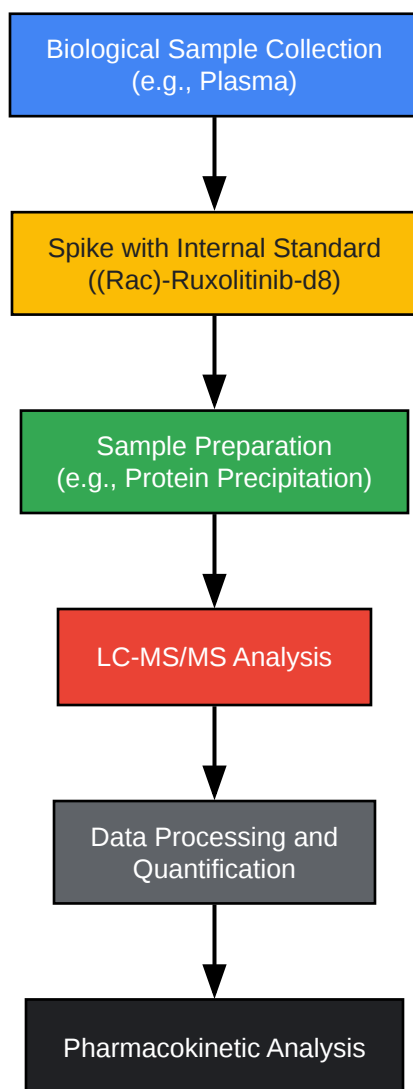 Biological Sample Collection
(e.g., Plasma)
Spike with Internal Standard
((Rac)-Ruxolitinib-d8)
Sample Preparation
(e.g., Protein Precipitation)
LC-MS/MS Analysis
Data Processing and
Quantification
Pharmacokinetic Analysis